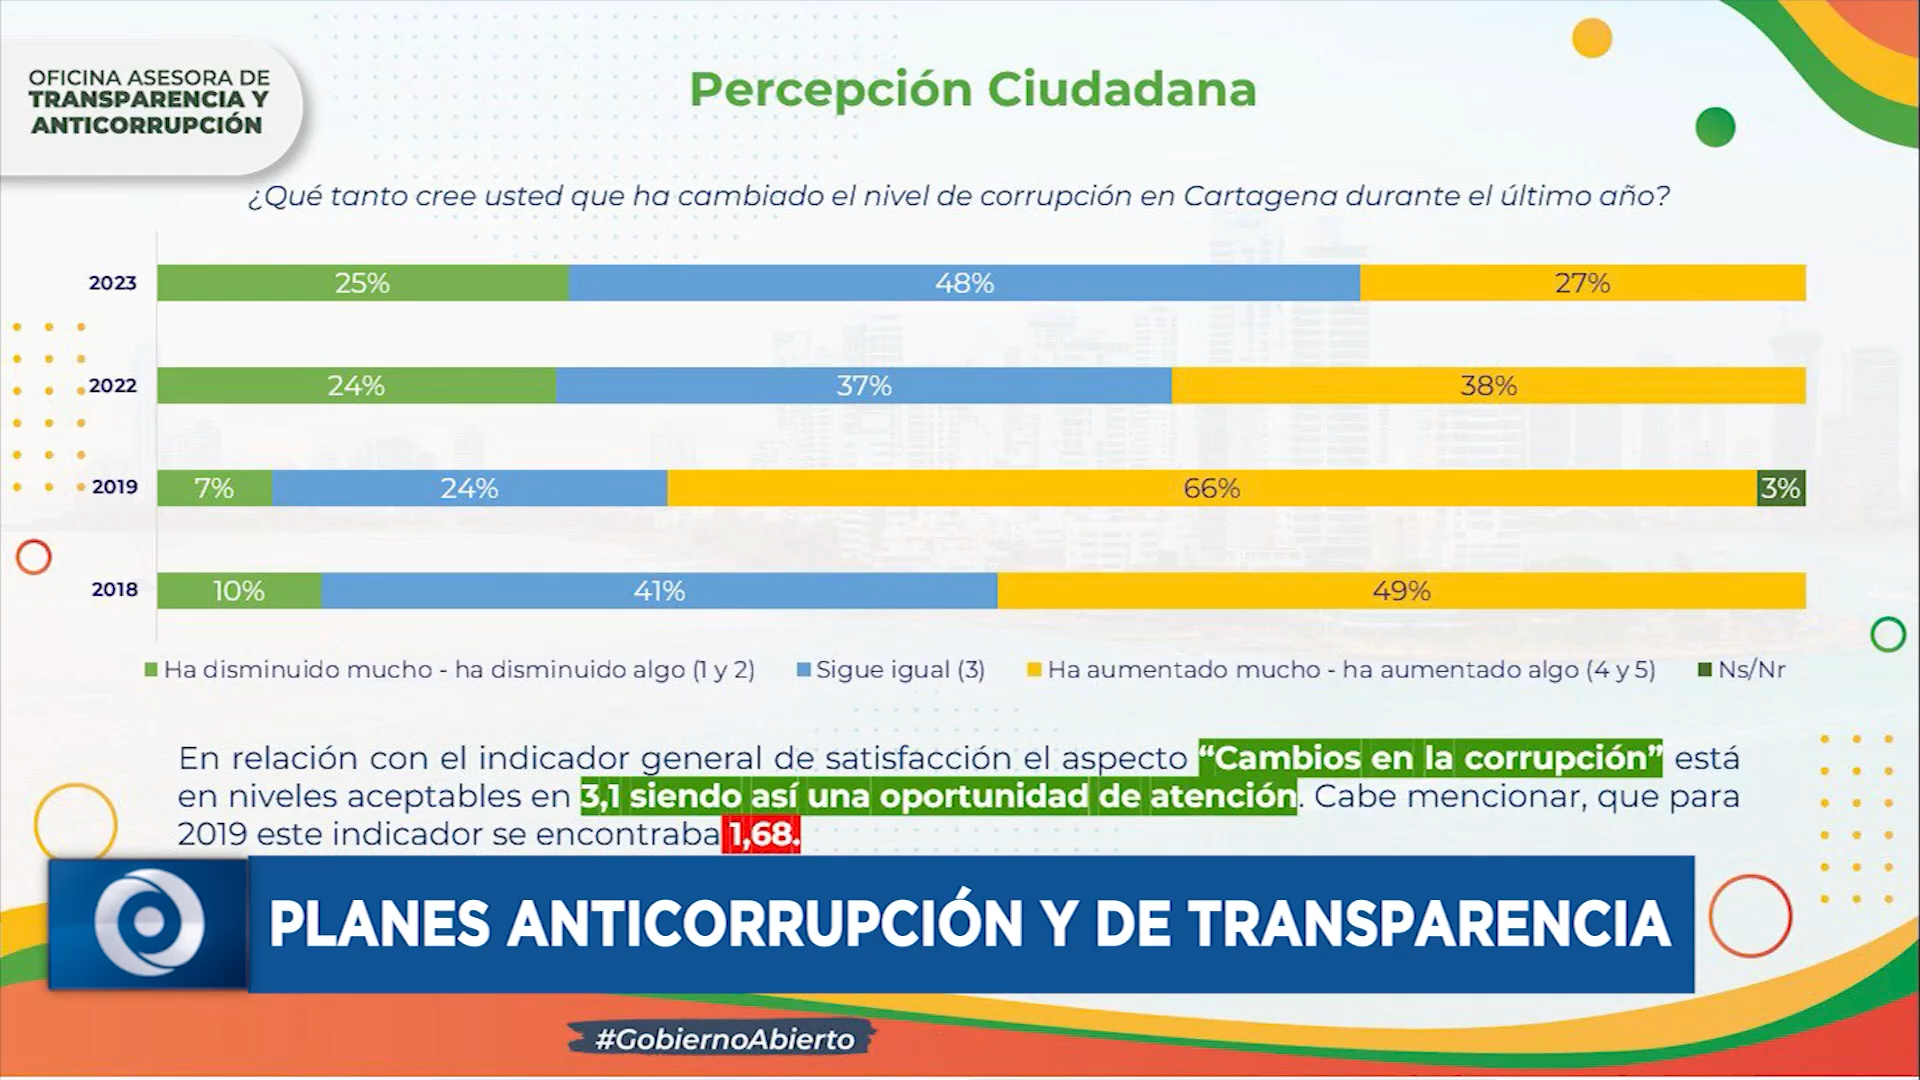 OFICINA ASESORA DE
TRANSPARENCIA Y
ANTICORRUPCIÓN
Percepción Ciudadana
¿Qué tanto cree usted que ha cambiado el nivel de corrupción en Cartagena durante el último año?
2023 25% 48% 27%
2022 24% 37% 38%
2019 7% 24% 66% 3%
2018 10% 41% 49%
Ha disminuido mucho - ha disminuido algo (1 y 2) Sigue igual (3) Ha aumentado mucho - ha aumentado algo (4 y 5) Ns/Nr
En relación con el indicador general de satisfacción el aspecto “Cambios en la corrupción” está
en niveles aceptables en 3,1 siendo así una oportunidad de atención. Cabe mencionar, que para
2019 este indicador se encontraba 1,68.
PLANES ANTICORRUPCIÓN Y DE TRANSPARENCIA
#GobiernoAbierto